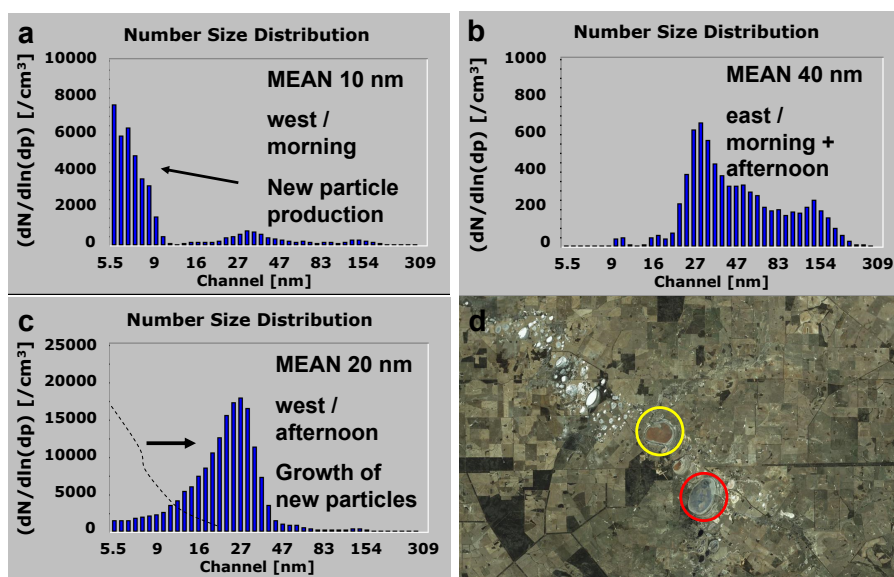 a
Number Size Distribution
(dN/dln(dp) [/cm³]
10000
8000
6000
4000
2000
0
MEAN 10 nm
west /
morning
New particle
production
5.5 9 16 27 47 83 154 309
Channel [nm]
b
Number Size Distribution
(dN/dln(dp) [/cm³]
1000
800
600
400
200
0
MEAN 40 nm
east /
morning +
afternoon
5.5 9 16 27 47 83 154 309
Channel [nm]
c
Number Size Distribution
(dN/dln(dp) [/cm³]
25000
20000
15000
10000
5000
0
MEAN 20 nm
west /
afternoon
Growth of
new particles
5.5 9 16 27 47 83 154 309
Channel [nm]
d